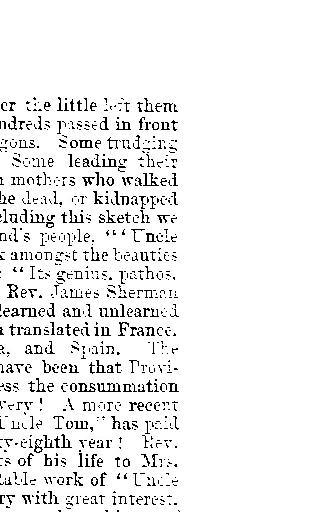 er the little left them
ndreds passed in front
gons. Some trudging
Some leading their
n mothers who walked
he dead, or kidnapped
cluding this sketch we
nd's people. "'Uncle
k amongst the beauties
: "Its genius, pathos,
Rev. James Sherman
learned and unlearned
n translated in France,
a, and Spain. The
have been that Provi-
ess the consummation
very! A more recent
Uncle Tom," has paid
ty-eighth year! Rev.
ts of his life to Mrs.
table work of "Uncle
ry with great interest.